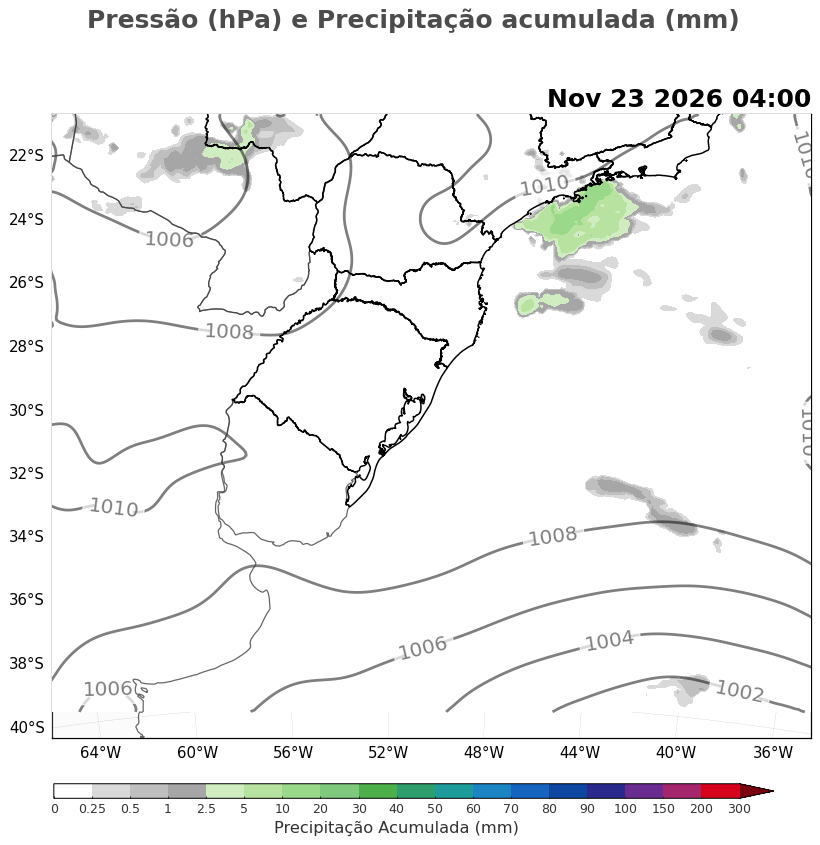 Pressão (hPa) e Precipitação acumulada (mm)
Nov 23 2026 04:00
22°S
24°S
26°S
28°S
30°S
32°S
34°S
36°S
38°S
40°S
1010
1010
1006
1008
1010
1010
1008
1006
1004
1006
1002
64°W 60°W 56°W 52°W 48°W 44°W 40°W 36°W
0 0.25 0.5 1 2.5 5 10 20 30 40 50 60 70 80 90 100 150 200 300
Precipitação Acumulada (mm)